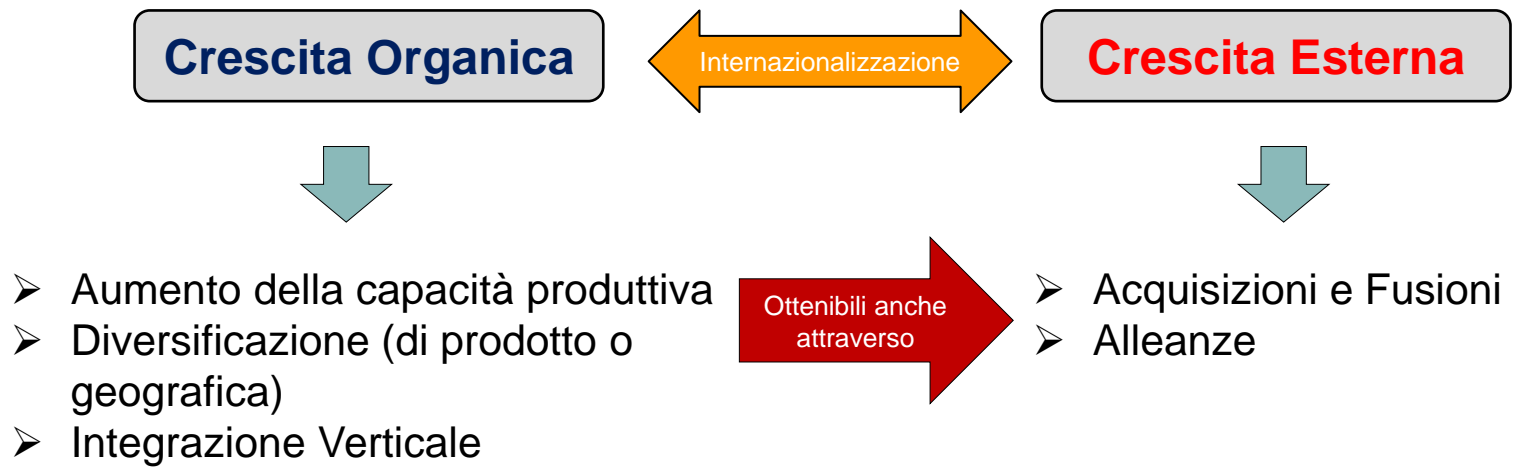 Crescita Organica
Internazionalizzazione
Crescita Esterna
➢ Aumento della capacità produttiva
➢ Diversificazione (di prodotto o
geografica)
➢ Integrazione Verticale
Ottenibili anche
attraverso
➢ Acquisizioni e Fusioni
➢ Alleanze